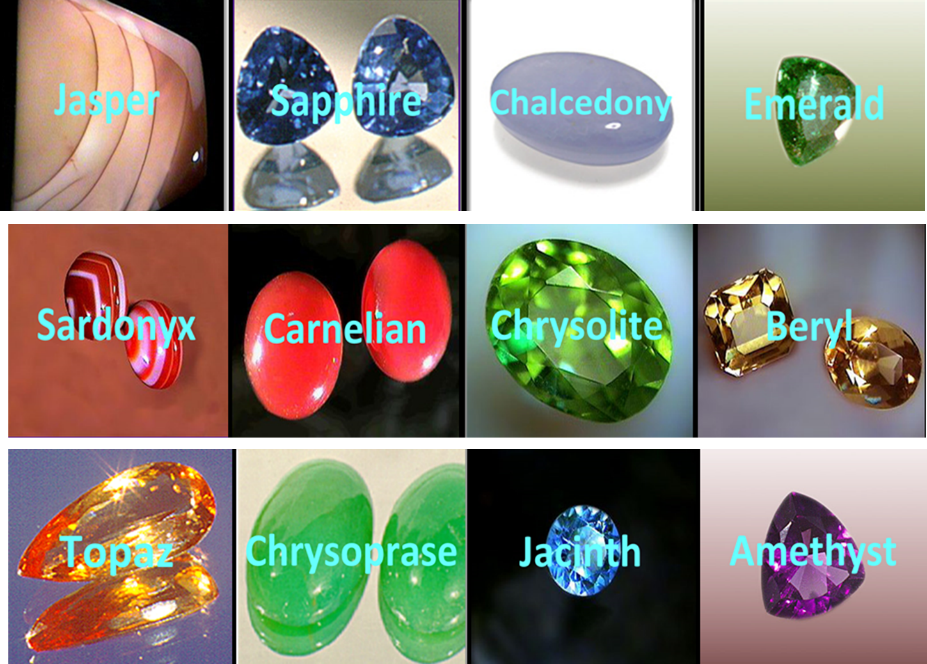 Jasper
Sapphire
Chalcedony
Emerald
Sardonyx
Carnelian
Chrysolite
Beryl
Topaz
Chrysoprase
Jacinth
Amethyst